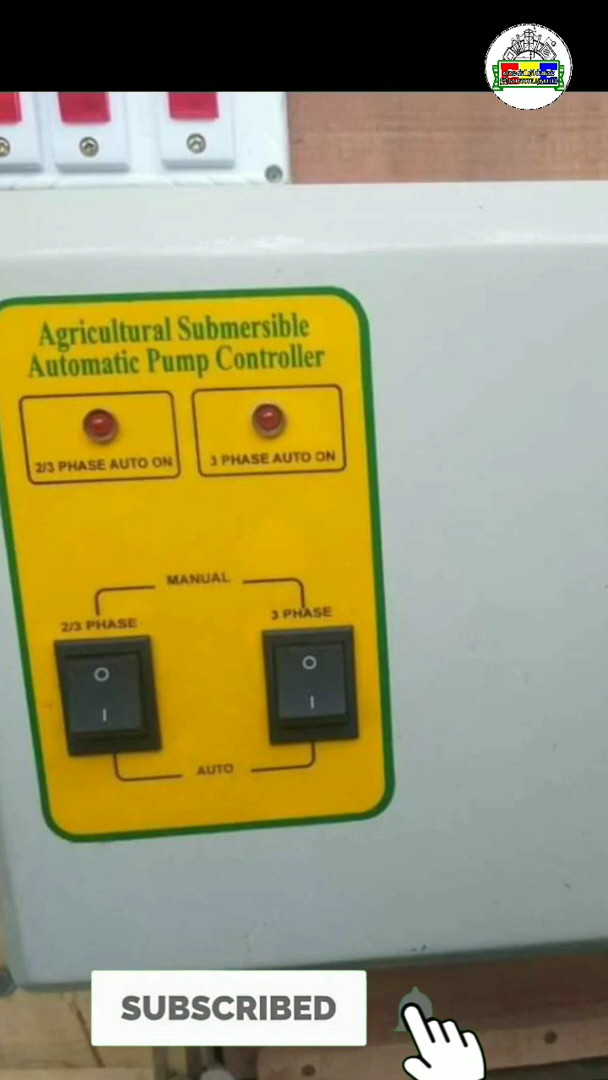 Agricultural Submersible
Automatic Pump Controller
2/3 PHASE AUTO ON
3 PHASE AUTO ON
MANUAL
2/3 PHASE
3 PHASE
O
O
I
I
AUTO
SUBSCRIBED